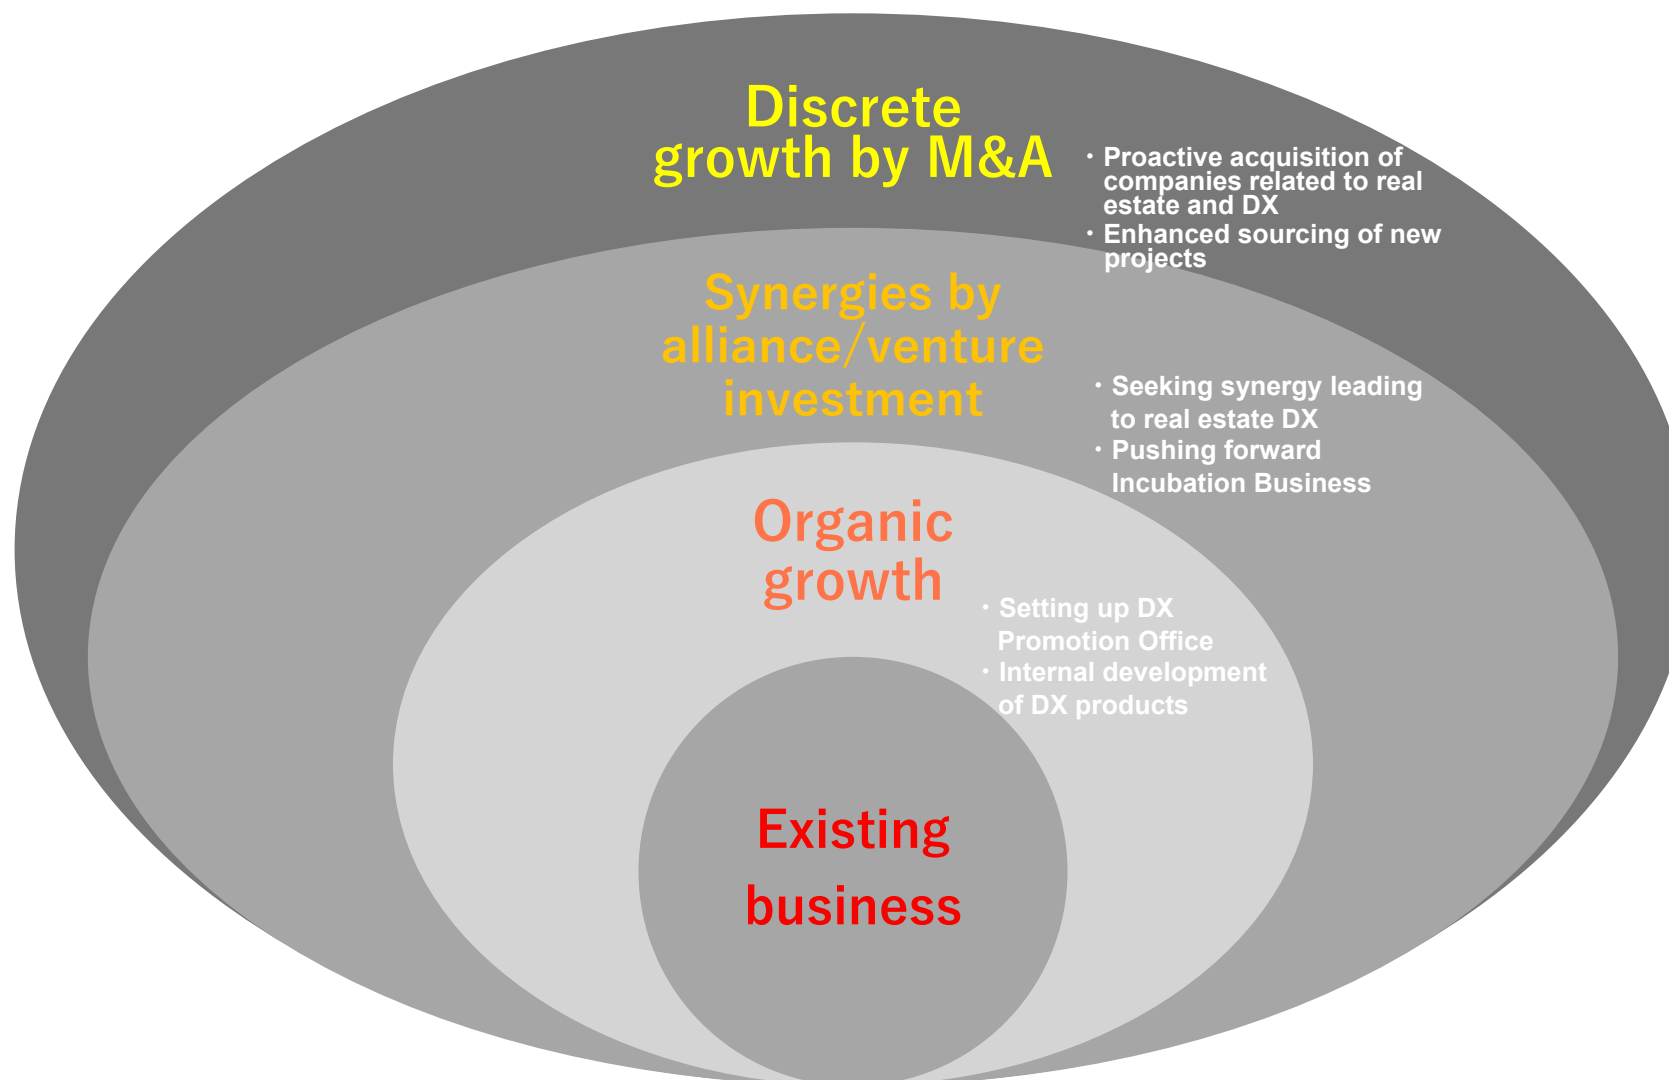 Discrete
growth by M&A
・Proactive acquisition of
companies related to real
estate and DX
・Enhanced sourcing of new
projects
Synergies by
alliance/venture
investment
・Seeking synergy leading
to real estate DX
・Pushing forward
Incubation Business
Organic
growth
・Setting up DX
Promotion Office
・Internal development
of DX products
Existing
business